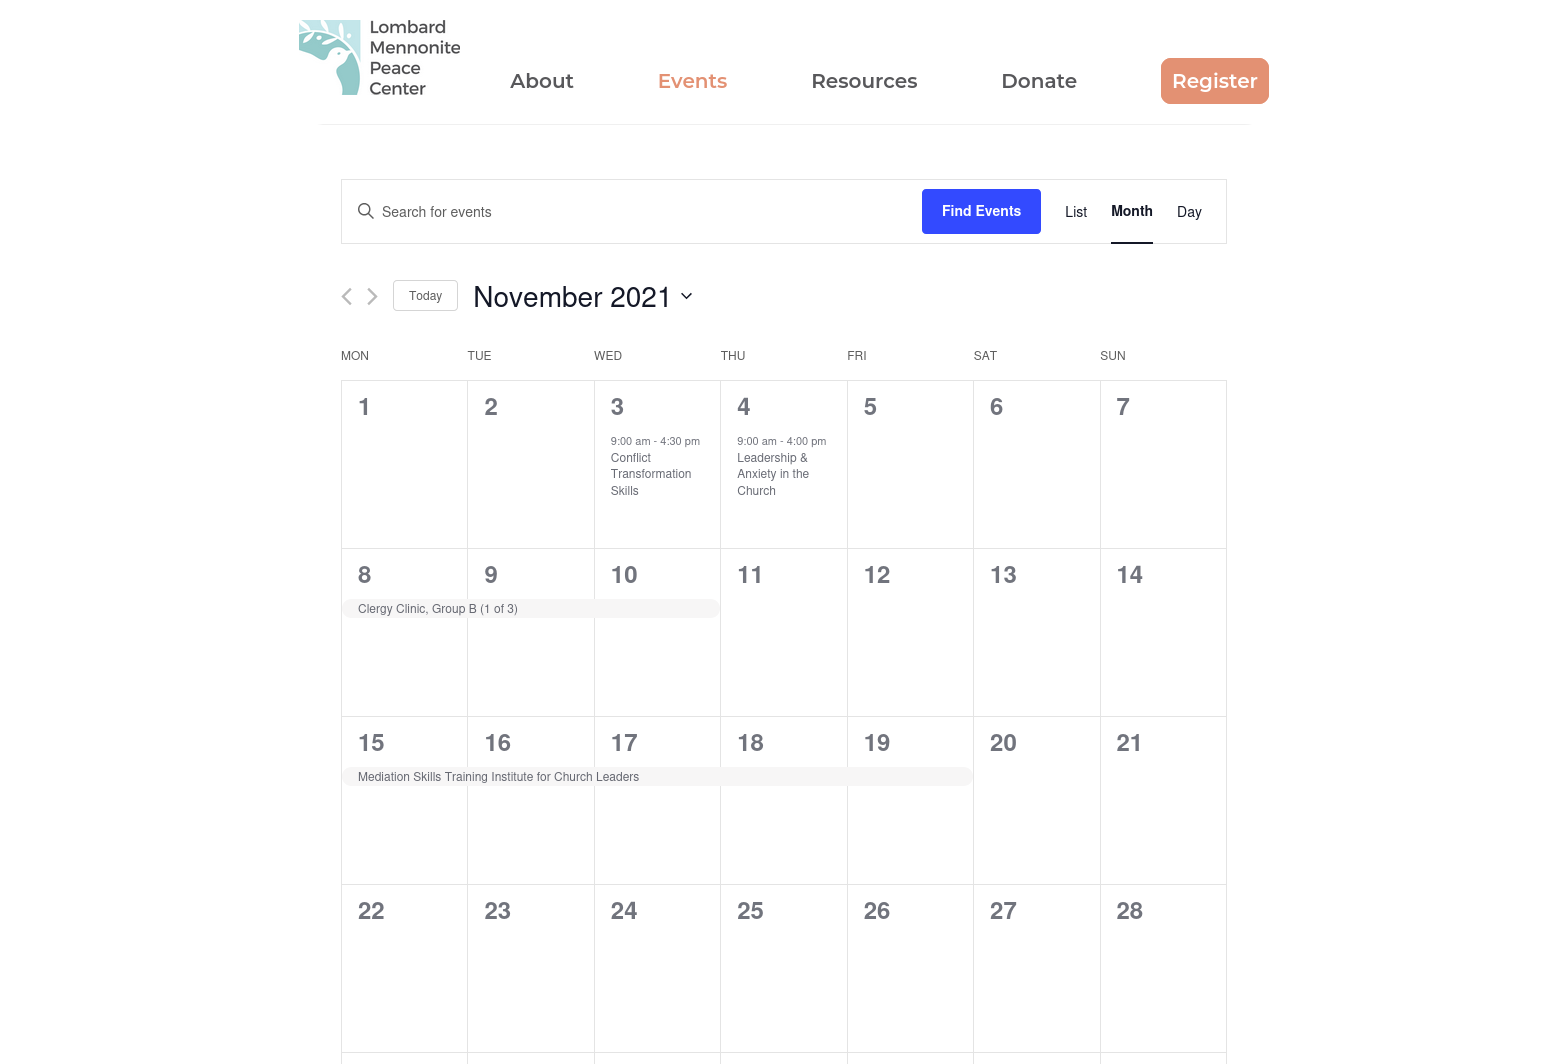 Lombard
Mennonite
Peace
Center
About
Events
Resources
Donate
Register
Search for events
Find Events
List
Month
Day
Today
November 2021
MON
TUE
WED
THU
FRI
SAT
SUN
1
2
3
9:00 am - 4:30 pm
Conflict
Transformation
Skills
4
9:00 am - 4:00 pm
Leadership &
Anxiety in the
Church
5
6
7
8
9
10
11
12
13
14
Clergy Clinic, Group B (1 of 3)
15
16
17
18
19
20
21
Mediation Skills Training Institute for Church Leaders
22
23
24
25
26
27
28